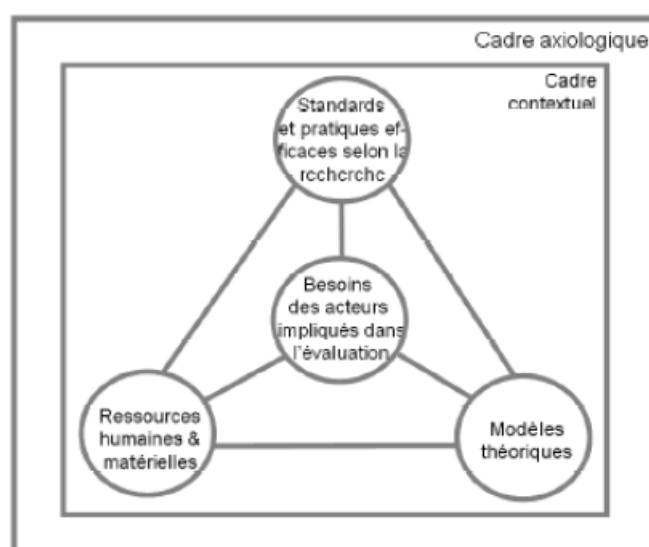 Cadre axiologique
Cadre
contextuel
Standards
et pratiques ef-
ficaces selon la
recherche
Besoins
des acteurs
impliqués dans
l'évaluation
Ressources
humaines &
matérielles
Modèles
théoriques